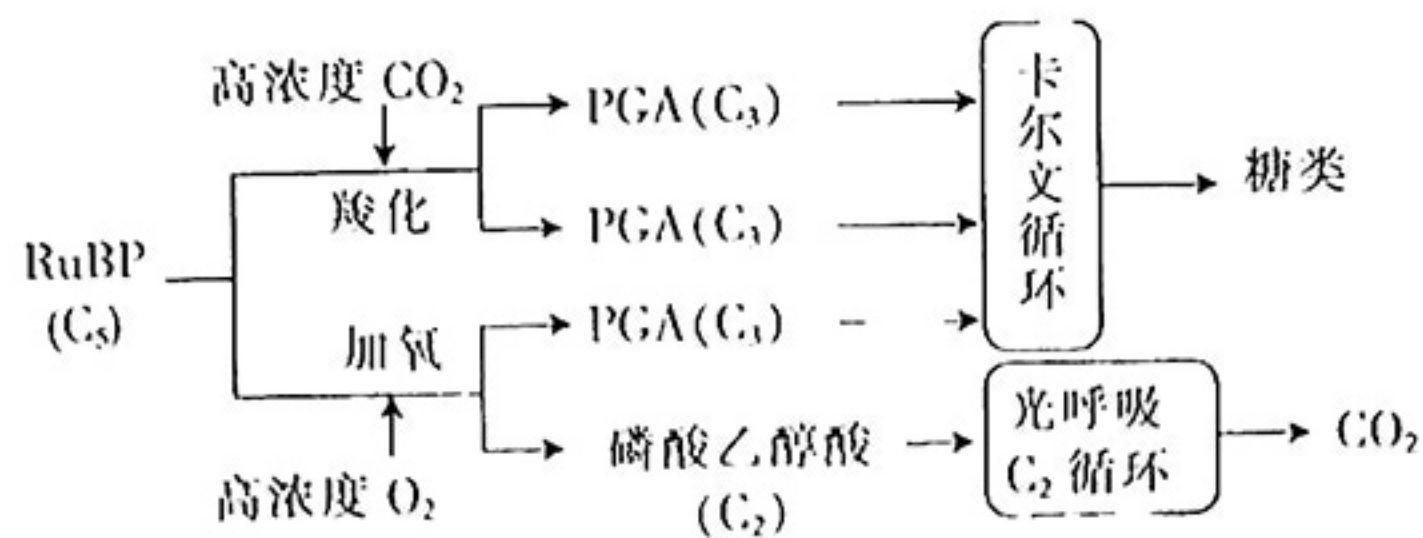 高浓度 CO₂
羧化
RuBP
(C₅)
加氧
高浓度 O₂
PGA(C₃)
PGA(C₃)
PGA(C₃)
磷酸乙醇酸
(C₂)
卡尔文循环
糖类
光呼吸
C₂ 循环
CO₂